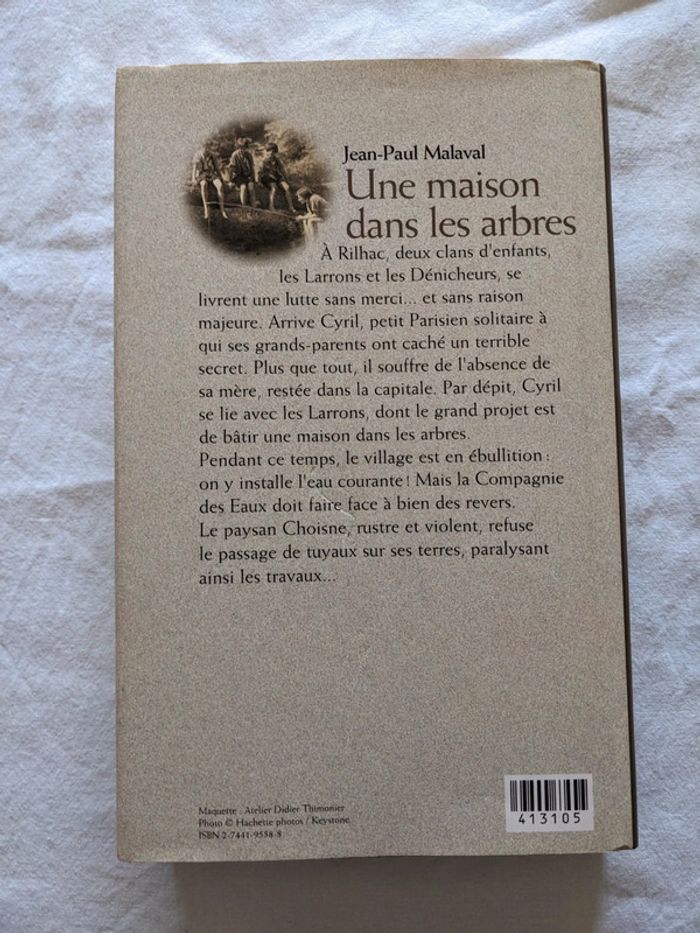 Jean-Paul Malaval
Une maison
dans les arbres
À Rilhac, deux clans d'enfants,
les Larrons et les Dénicheurs, se
livrent une lutte sans merci... et sans raison
majeure. Arrive Cyril, petit Parisien solitaire à
qui ses grands-parents ont caché un terrible
secret. Plus que tout, il souffre de l'absence de
sa mère, restée dans la capitale. Par dépit, Cyril
se lie avec les Larrons, dont le grand projet est
de bâtir une maison dans les arbres.
Pendant ce temps, le village est en ébullition :
on y installe l'eau courante ! Mais la Compagnie
des Eaux doit faire face à bien des revers.
Le paysan Choisne, rustre et violent, refuse
le passage de tuyaux sur ses terres, paralysant
ainsi les travaux...
Maquette : Atelier Didier Thimonier
Photo © Hachette photos / Keystone
ISBN 2-7441-9558-8
413105